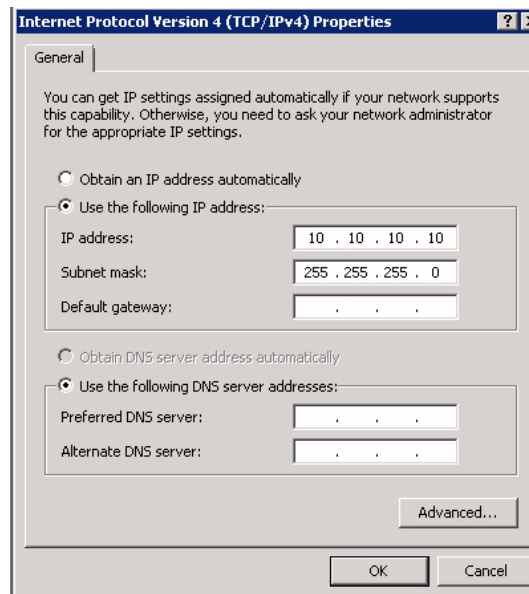 Internet Protocol Version 4 (TCP/IPv4) Properties
General
You can get IP settings assigned automatically if your network supports
this capability. Otherwise, you need to ask your network administrator
for the appropriate IP settings.
Obtain an IP address automatically
Use the following IP address:
IP address: 10 . 10 . 10 . 10
Subnet mask: 255 . 255 . 255 . 0
Default gateway: . . .
Obtain DNS server address automatically
Use the following DNS server addresses:
Preferred DNS server: . . .
Alternate DNS server: . . .
Advanced...
OK Cancel